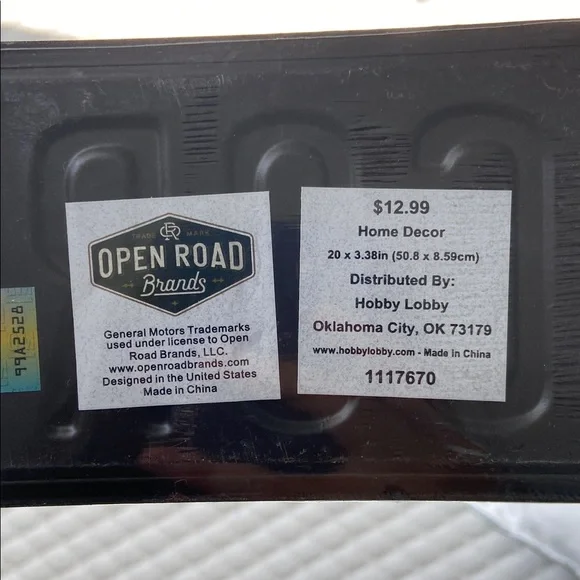 TRADE MARK
OPEN ROAD
Brands
General Motors Trademarks
used under license to Open
Road Brands, LLC.
www.openroadbrands.com
Designed in the United States
Made in China
$12.99
Home Decor
20 x 3.38in (50.8 x 8.59cm)
Distributed By:
Hobby Lobby
Oklahoma City, OK 73179
www.hobbylobby.com - Made in China
1117670
99A2528